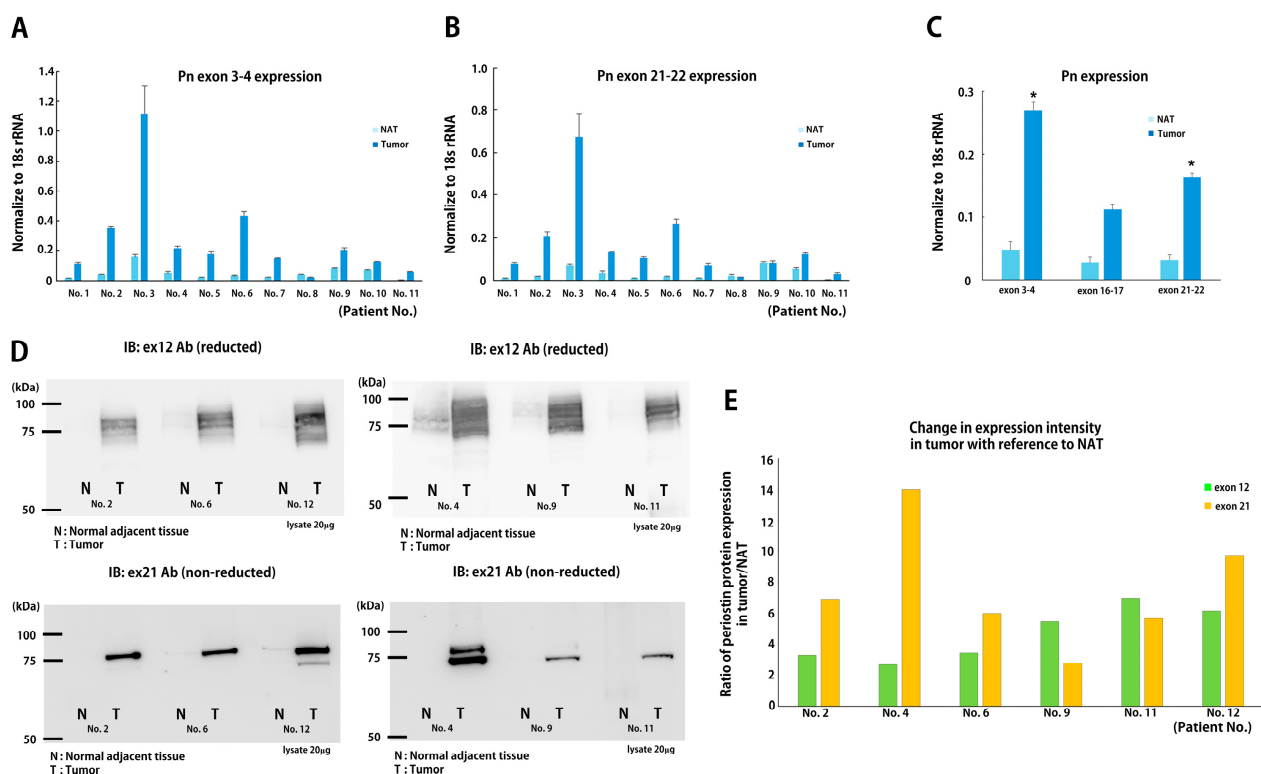 A
Pn exon 3-4 expression
Normalize to 18s rRNA
1.4
1.2
1.0
0.8
0.6
0.4
0.2
0
NAT
Tumor
No. 1 No. 2 No. 3 No. 4 No. 5 No. 6 No. 7 No. 8 No. 9 No. 10 No. 11
(Patient No.)
B
Pn exon 21-22 expression
Normalize to 18s rRNA
1.0
0.8
0.6
0.4
0.2
0
NAT
Tumor
No. 1 No. 2 No. 3 No. 4 No. 5 No. 6 No. 7 No. 8 No. 9 No. 10 No. 11
(Patient No.)
C
Pn expression
Normalize to 18s rRNA
0.3
0.2
0.1
0
NAT
Tumor
* *
exon 3-4 exon 16-17 exon 21-22
D
IB: ex12 Ab (reducted)
(kDa)
100
75
50
N T N T N T
No. 2 No. 6 No. 12
lysate 20μg
N : Normal adjacent tissue
T : Tumor
IB: ex12 Ab (reducted)
(kDa)
100
75
50
N T N T N T
No. 4 No.9 No. 11
lysate 20μg
N : Normal adjacent tissue
T : Tumor
IB: ex21 Ab (non-reducted)
(kDa)
100
75
50
N T N T N T
No. 2 No. 6 No. 12
lysate 20μg
N : Normal adjacent tissue
T : Tumor
IB: ex21 Ab (non-reducted)
(kDa)
100
75
50
N T N T N T
No. 4 No. 9 No. 11
lysate 20μg
N : Normal adjacent tissue
T : Tumor
E
Change in expression intensity
in tumor with reference to NAT
Ratio of periostin protein expression
in tumor/NAT
16
14
12
10
8
6
4
2
0
exon 12
exon 21
No. 2 No. 4 No. 6 No. 9 No. 11 No. 12
(Patient No.)